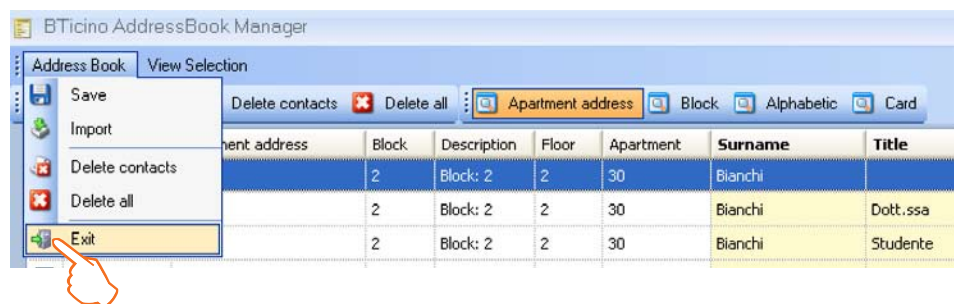 BTicino AddressBook Manager
Address Book View Selection
Save
Import
Delete contacts
Delete all
Exit
Delete contacts Delete all Apartment address Block Alphabetic Card
ent address Block Description Floor Apartment Surname Title
2 Block: 2 2 30 Bianchi
2 Block: 2 2 30 Bianchi Dott.ssa
2 Block: 2 2 30 Bianchi Studente